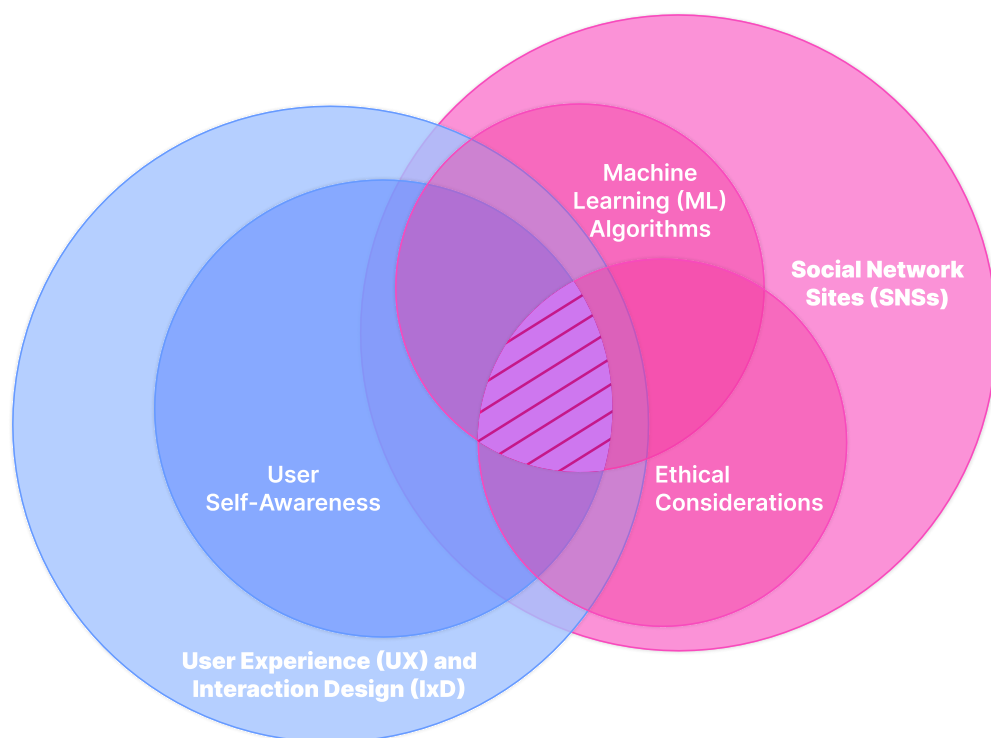 Machine
Learning (ML)
Algorithms
Social Network
Sites (SNSs)
User
Self-Awareness
Ethical
Considerations
User Experience (UX) and
Interaction Design (IxD)